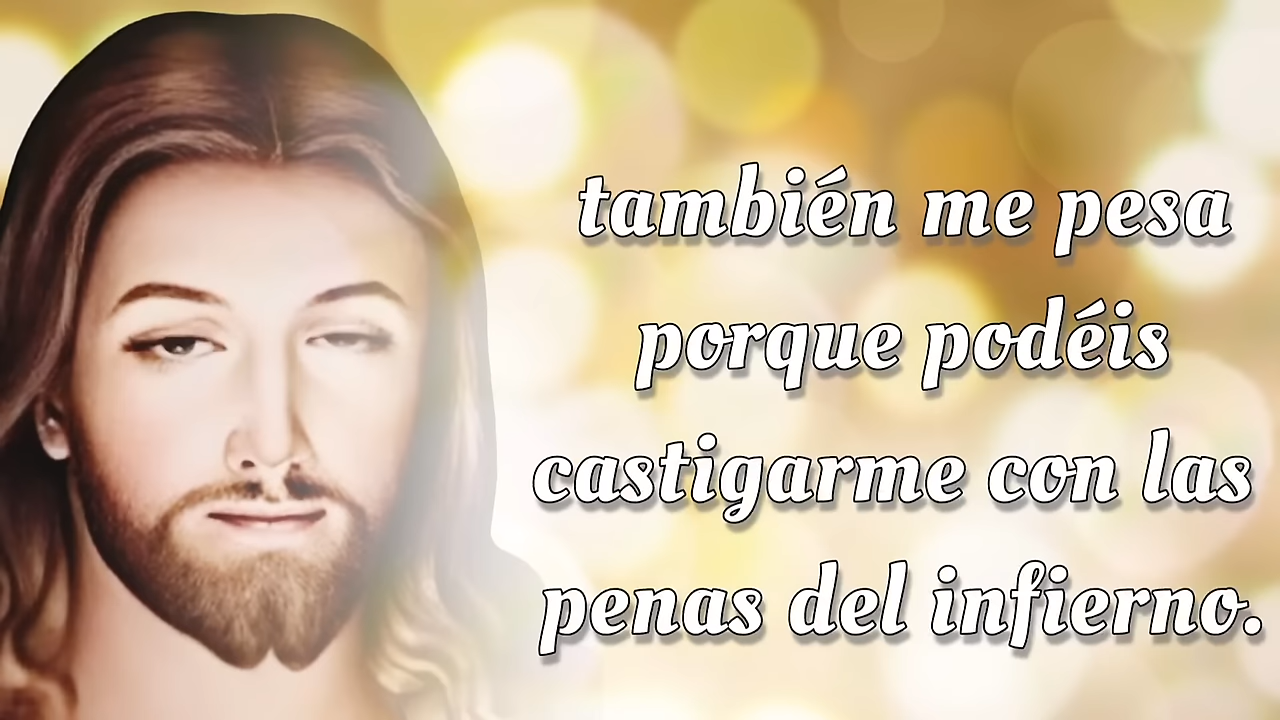 también me pesa
porque podéis
castigarme con las
penas del infierno.